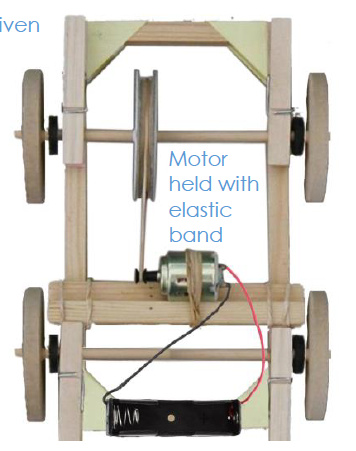 iven
Motor
held with
elastic
band